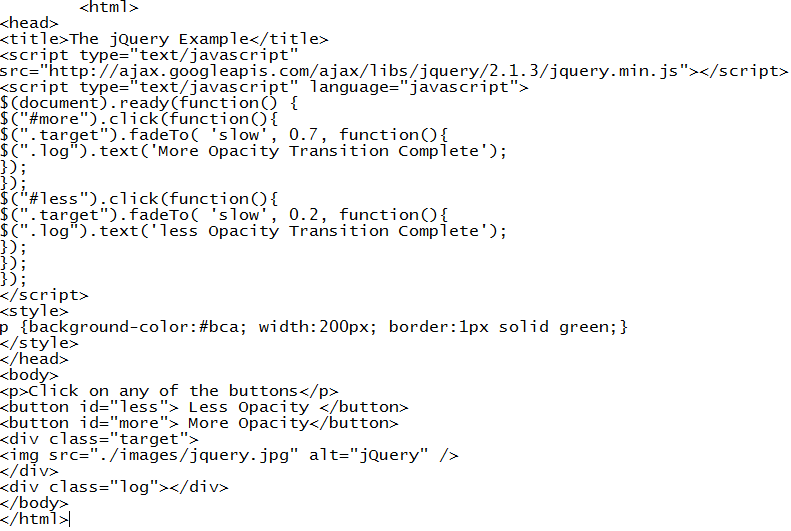 <html>
<head>
<title>The jQuery Example</title>
<script type="text/javascript"
src="http://ajax.googleapis.com/ajax/libs/jquery/2.1.3/jquery.min.js"></script>
<script type="text/javascript" language="javascript">
$(document).ready(function() {
$("#more").click(function(){
$(".target").fadeTo( 'slow', 0.7, function(){
$(".log").text('More Opacity Transition Complete');
});
});
$("#less").click(function(){
$(".target").fadeTo( 'slow', 0.2, function(){
$(".log").text('less Opacity Transition Complete');
});
});
});
</script>
<style>
p {background-color:#bca; width:200px; border:1px solid green;}
</style>
</head>
<body>
<p>Click on any of the buttons</p>
<button id="less"> Less Opacity </button>
<button id="more"> More Opacity</button>
<div class="target">
<img src="./images/jquery.jpg" alt="jQuery" />
</div>
<div class="log"></div>
</body>
</html>